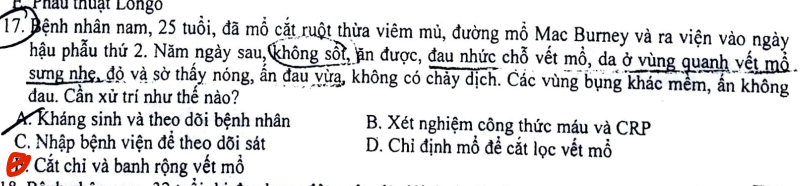 E. Phẫu thuật Longo
17. Bệnh nhân nam, 25 tuổi, đã mổ cắt ruột thừa viêm mủ, đường mổ Mac Burney và ra viện vào ngày
hậu phẫu thứ 2. Năm ngày sau, không sốt, ăn được, đau nhức chỗ vết mổ, da ở vùng quanh vết mổ
sưng nhẹ, đỏ và sờ thấy nóng, ấn đau vừa, không có chảy dịch. Các vùng bụng khác mềm, ấn không
đau. Cần xử trí như thế nào?
A. Kháng sinh và theo dõi bệnh nhân
B. Xét nghiệm công thức máu và CRP
C. Nhập bệnh viện để theo dõi sát
D. Chỉ định mổ để cắt lọc vết mổ
E. Cắt chỉ và banh rộng vết mổ